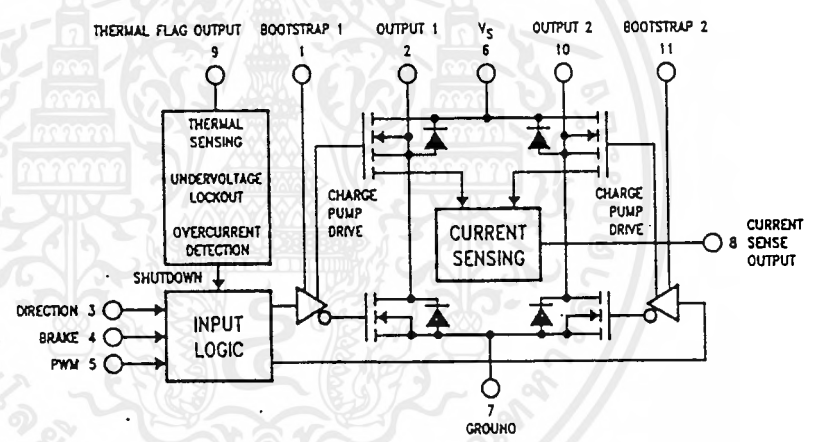 THERMAL FLAG OUTPUT
9
BOOTSTRAP 1
1
OUTPUT 1
2
VS
6
OUTPUT 2
10
BOOTSTRAP 2
11
THERMAL
SENSING
UNDERVOLTAGE
LOCKOUT
OVERCURRENT
DETECTION
CHARGE
PUMP
DRIVE
CURRENT
SENSING
CHARGE
PUMP
DRIVE
8 CURRENT
SENSE
OUTPUT
SHUTDOWN
DIRECTION 3
BRAKE 4
PWM 5
INPUT
LOGIC
7
GROUND